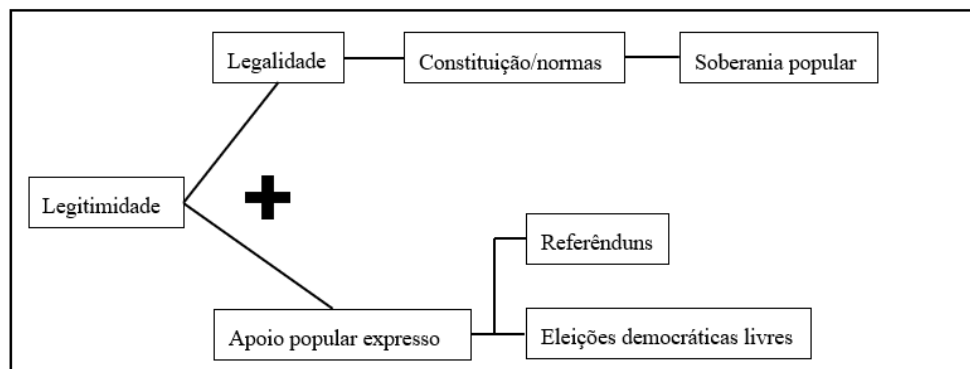 Legalidade
Constituição/normas
Soberania popular
Legitimidade
Referênduns
Apoio popular expresso
Eleições democráticas livres